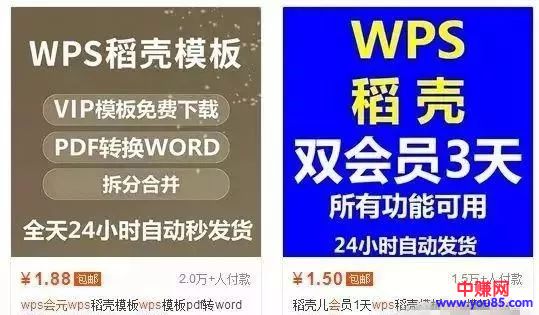 WPS稻壳模板
VIP模板免费下载
PDF转换WORD
拆分合并
全天24小时自动秒发货
¥1.88 包邮 2.0万+人付款
wps会元wps稻壳模板wps模板pdf转word
WPS
稻壳
双会员3天
所有功能可用
24小时自动发货
¥1.50 包邮 1.5万+人付款
稻壳儿会员1天wps稻壳
中赚网
www.you85.com